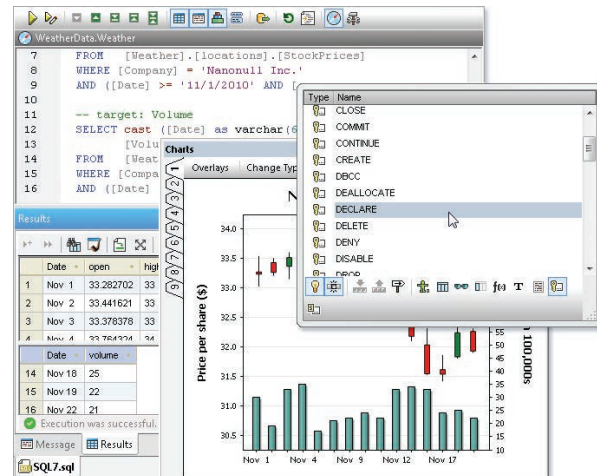 WeatherData.Weather
7 FROM [Weather].[locations].[StockPrices]
8 WHERE [Company] = 'Nanonull Inc.'
9 AND ([Date] >= '11/1/2010' AND [
10
11 -- target: Volume
12 SELECT cast ([Date] as varchar(6
13 [Volu
14 FROM [Weat
15 WHERE [Compa
16 AND ([Date]
Type Name
CLOSE
COMMIT
CONTINUE
CREATE
DBCC
DEALLOCATE
DECLARE
DELETE
DENY
DISABLE
DROP
f(x) T
Charts
Overlays Change Typ
1
2
3
4
5
6
7
8
9
N
Price per share ($)
34.0
33.5
33.0
32.5
32.0
31.5
31.0
30.5
55
50
45
40
35
30
25
20
15
10
n 100,000s
Nov 1 Nov 4 Nov 9 Nov 12 Nov 17
Results
Date open high
1 Nov 1 33.282702 33
2 Nov 2 33.441621 33
3 Nov 3 33.378378 33
4 Nov 4 33.764324 34
Date volume
14 Nov 18 25
15 Nov 19 22
16 Nov 22 21
Execution was successful.
Message Results
SQL7.sql